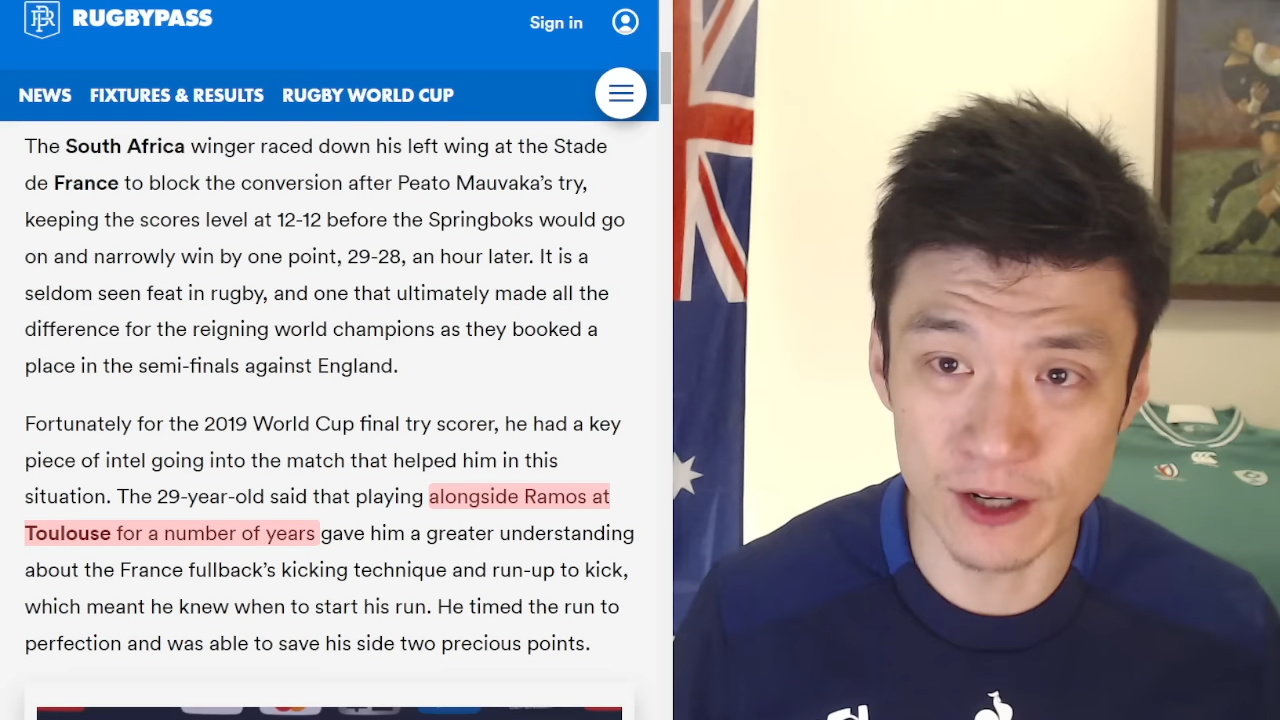 RUGBYPASS
Sign in
NEWS FIXTURES & RESULTS RUGBY WORLD CUP
The South Africa winger raced down his left wing at the Stade
de France to block the conversion after Peato Mauvaka’s try,
keeping the scores level at 12-12 before the Springboks would go
on and narrowly win by one point, 29-28, an hour later. It is a
seldom seen feat in rugby, and one that ultimately made all the
difference for the reigning world champions as they booked a
place in the semi-finals against England.
Fortunately for the 2019 World Cup final try scorer, he had a key
piece of intel going into the match that helped him in this
situation. The 29-year-old said that playing alongside Ramos at
Toulouse for a number of years gave him a greater understanding
about the France fullback’s kicking technique and run-up to kick,
which meant he knew when to start his run. He timed the run to
perfection and was able to save his side two precious points.